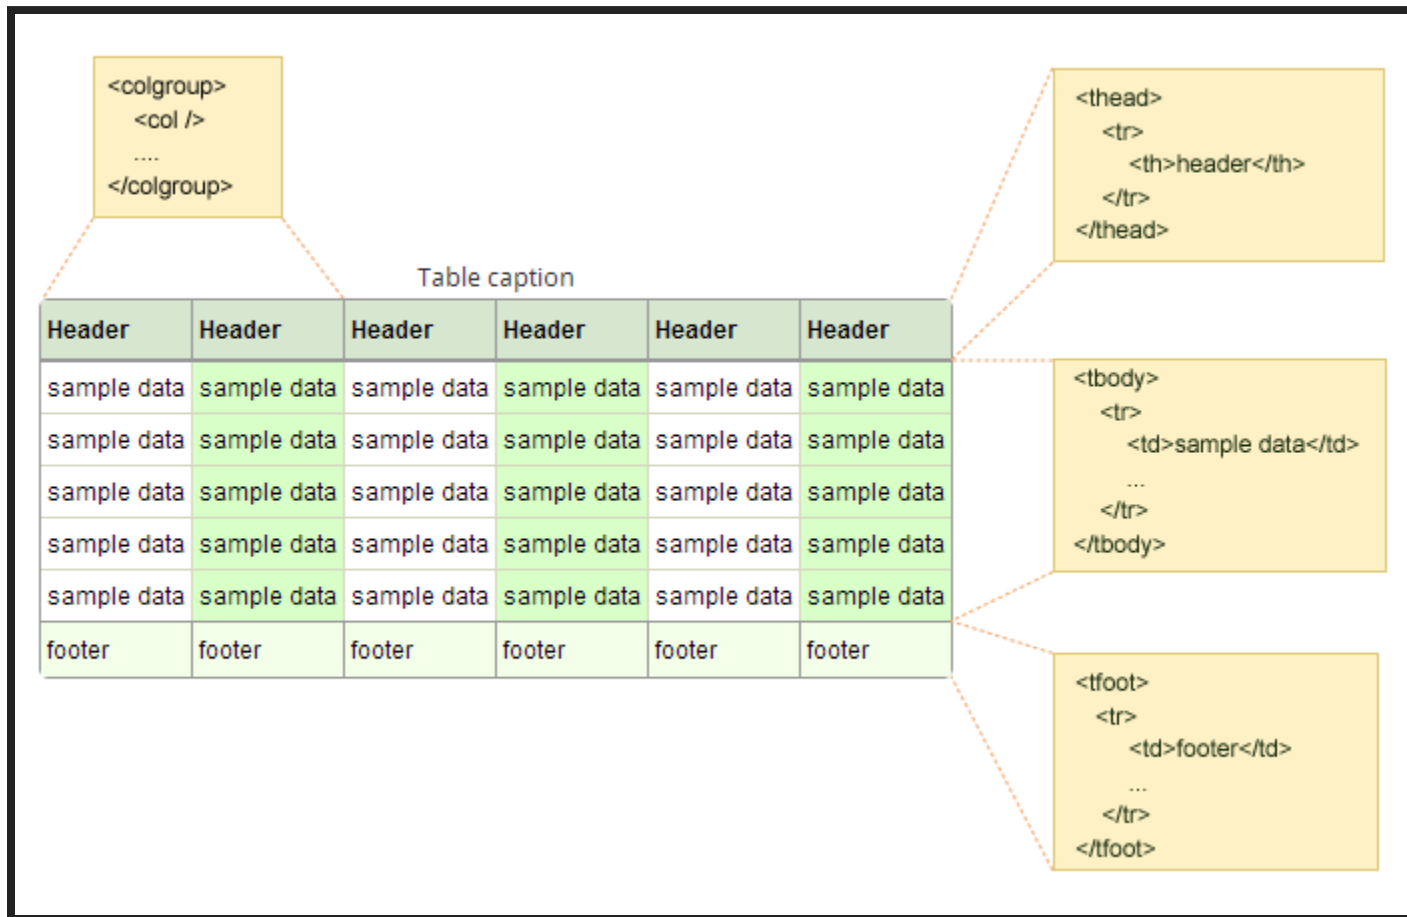 <colgroup>
<col />
....
</colgroup>
<thead>
<tr>
<th>header</th>
</tr>
</thead>
Table caption
Header Header Header Header Header Header
sample data sample data sample data sample data sample data sample data
sample data sample data sample data sample data sample data sample data
sample data sample data sample data sample data sample data sample data
sample data sample data sample data sample data sample data sample data
sample data sample data sample data sample data sample data sample data
footer footer footer footer footer footer
<tbody>
<tr>
<td>sample data</td>
...
</tr>
</tbody>
<tfoot>
<tr>
<td>footer</td>
...
</tr>
</tfoot>